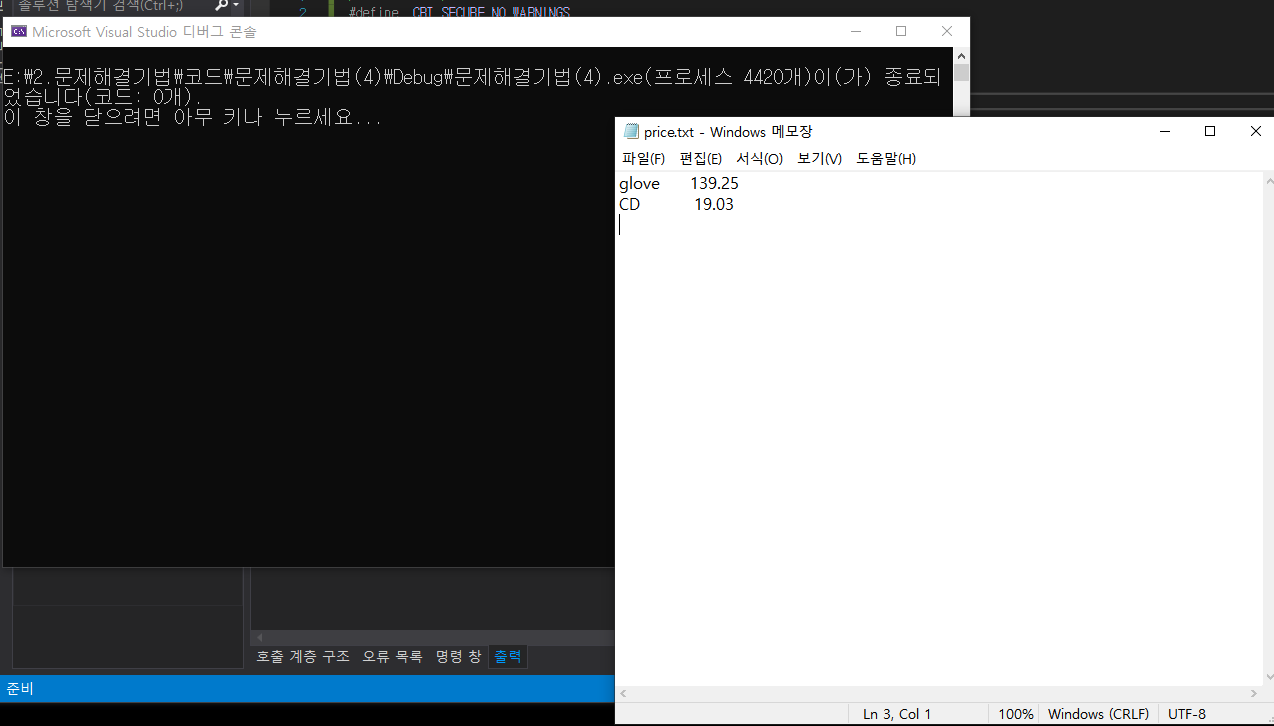 솔루션 탐색기 검색(Ctrl+;)
2
#define _CRT_SECURE_NO_WARNINGS
Microsoft Visual Studio 디버그 콘솔
E:\2.문제해결기법\코드\문제해결기법(4)\Debug\문제해결기법(4).exe(프로세스 4420개)이(가) 종료되
었습니다(코드: 0개).
이 창을 닫으려면 아무 키나 누르세요...
price.txt - Windows 메모장
파일(F) 편집(E) 서식(O) 보기(V) 도움말(H)
glove 139.25
CD 19.03
호출 계층 구조 오류 목록 명령 창 출력
준비
Ln 3, Col 1 100% Windows (CRLF) UTF-8